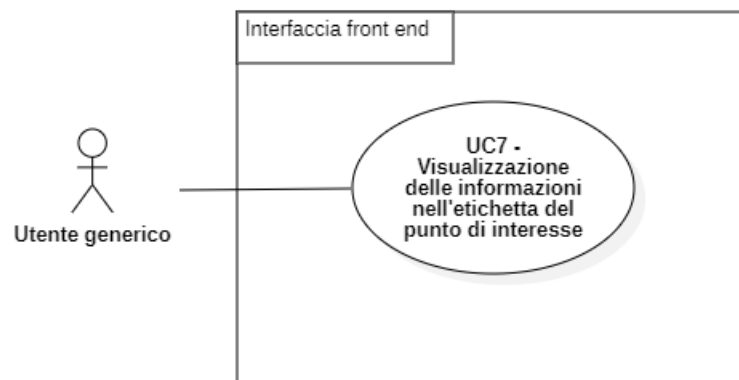 Interfaccia front end
UC7 -
Visualizzazione
delle informazioni
nell'etichetta del
punto di interesse
Utente generico